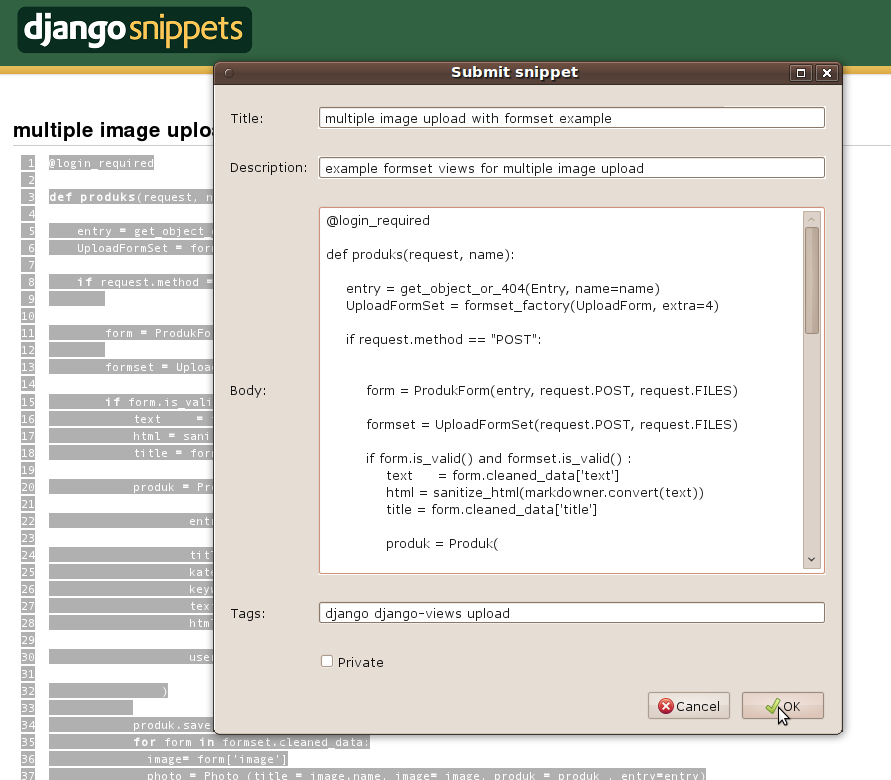 djangosnippets
Submit snippet
multiple image uplo
Title:
multiple image upload with formset example
Description:
example formset views for multiple image upload
Body:
@login_required
def produks(request, name):
entry = get_object_or_404(Entry, name=name)
UploadFormSet = formset_factory(UploadForm, extra=4)
if request.method == "POST":
form = ProdukForm(entry, request.POST, request.FILES)
formset = UploadFormSet(request.POST, request.FILES)
if form.is_valid() and formset.is_valid() :
text = form.cleaned_data['text']
html = sanitize_html(markdowner.convert(text))
title = form.cleaned_data['title']
produk = Produk(
Tags:
django django-views upload
Private
Cancel
OK
1 @login_required
2
3 def produks(request, n
4
5 entry = get_object_
6 UploadFormSet = for
7
8 if request.method =
9
10
11 form = ProdukFo
12
13 formset = Uploa
14
15 if form.is_vali
16 text =
17 html = sani
18 title = for
19
20 produk = Pr
21
22 ent
23
24 tit
25 kat
26 key
27 tex
28 htm
29
30 use
31
32 )
33
34 produk.save
35 for form in formset.cleaned_data:
36 image= form['image']
37 photo = Photo (title = image.name, image= image, produk = produk , entry=entry)